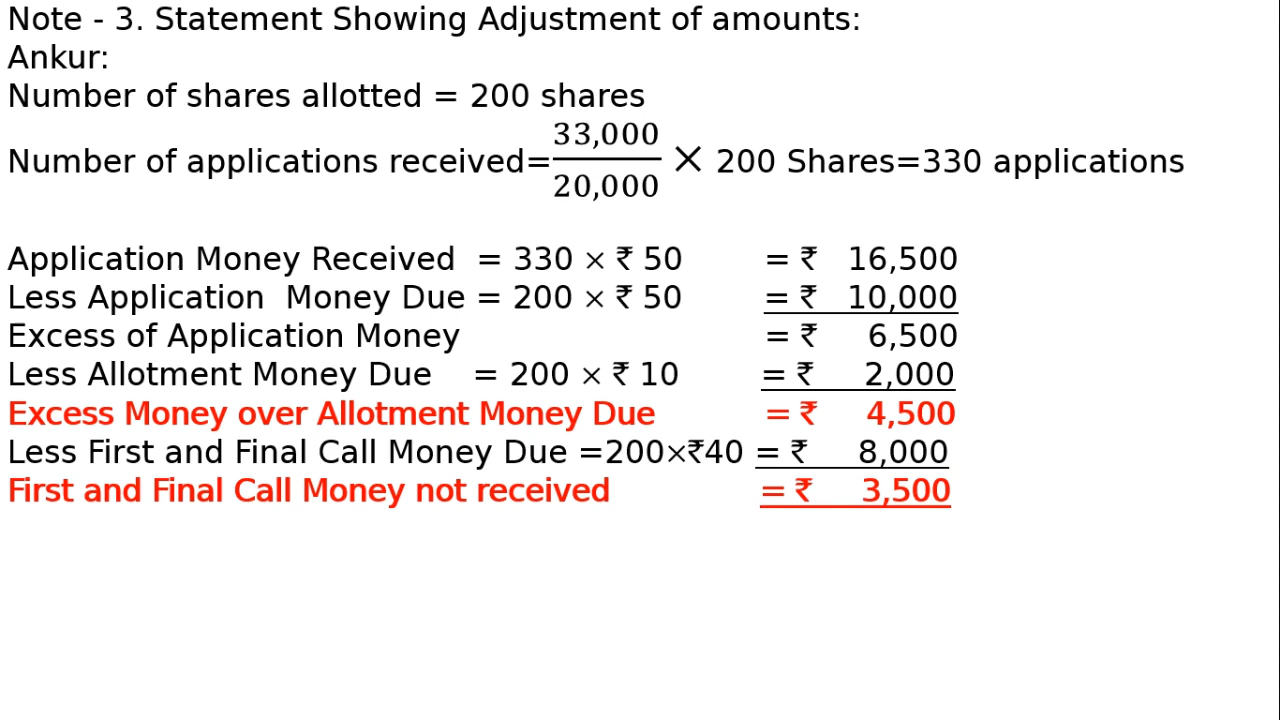 Note - 3. Statement Showing Adjustment of amounts:
Ankur:
Number of shares allotted = 200 shares
Number of applications received= 33,000/20,000 × 200 Shares=330 applications
Application Money Received = 330 × ₹ 50 = ₹ 16,500
Less Application Money Due = 200 × ₹ 50 = ₹ 10,000
Excess of Application Money = ₹ 6,500
Less Allotment Money Due = 200 × ₹ 10 = ₹ 2,000
Excess Money over Allotment Money Due = ₹ 4,500
Less First and Final Call Money Due =200×₹40 = ₹ 8,000
First and Final Call Money not received = ₹ 3,500